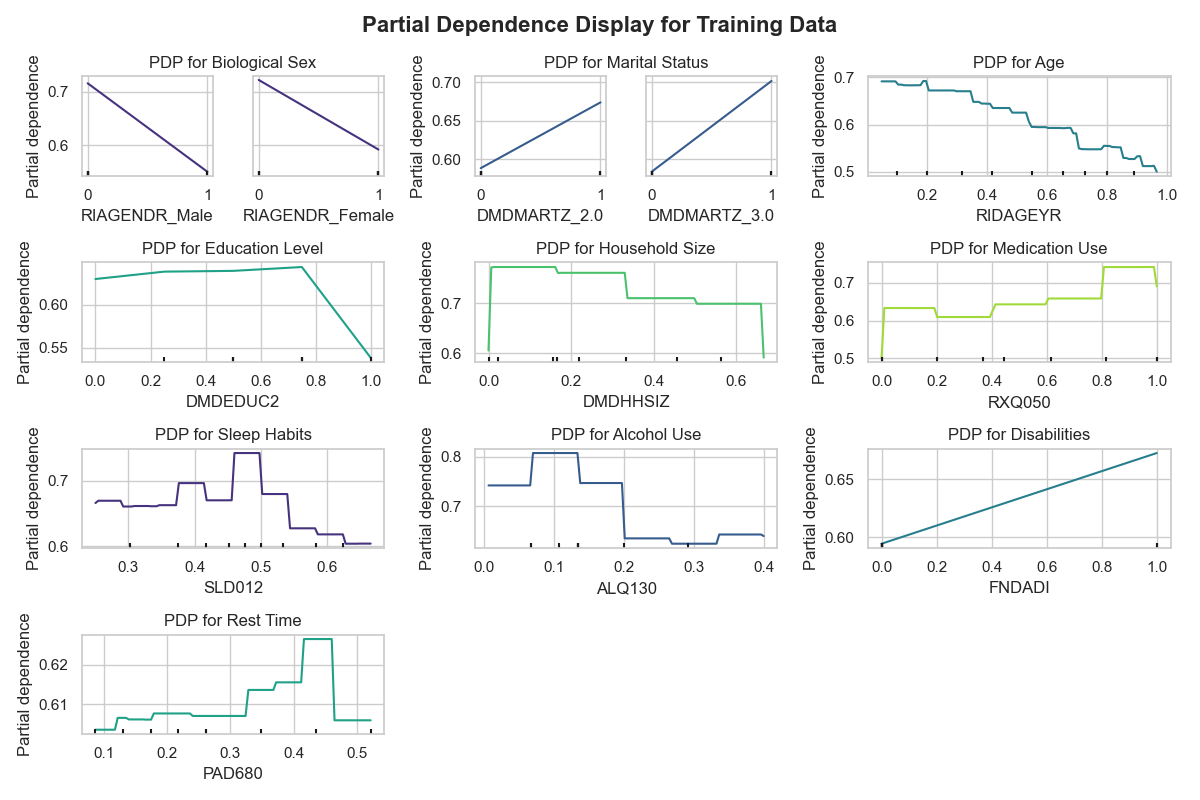 Partial Dependence Display for Training Data
PDP for Biological Sex
Partial dependence
0.7
0.6
0
1
RIAGENDR_Male
0
1
RIAGENDR_Female
PDP for Marital Status
Partial dependence
0.70
0.65
0.60
0
1
DMDMARTZ_2.0
0
1
DMDMARTZ_3.0
PDP for Age
Partial dependence
0.7
0.6
0.5
0.2
0.4
0.6
0.8
1.0
RIDAGEYR
PDP for Education Level
Partial dependence
0.60
0.55
0.0
0.2
0.4
0.6
0.8
1.0
DMDEDUC2
PDP for Household Size
Partial dependence
0.7
0.6
0.0
0.2
0.4
0.6
DMDHHSIZ
PDP for Medication Use
Partial dependence
0.7
0.6
0.5
0.0
0.2
0.4
0.6
0.8
1.0
RXQ050
PDP for Sleep Habits
Partial dependence
0.7
0.6
0.3
0.4
0.5
0.6
SLD012
PDP for Alcohol Use
Partial dependence
0.8
0.7
0.0
0.1
0.2
0.3
0.4
ALQ130
PDP for Disabilities
Partial dependence
0.65
0.60
0.0
0.2
0.4
0.6
0.8
1.0
FNDADI
PDP for Rest Time
Partial dependence
0.62
0.61
0.1
0.2
0.3
0.4
0.5
PAD680